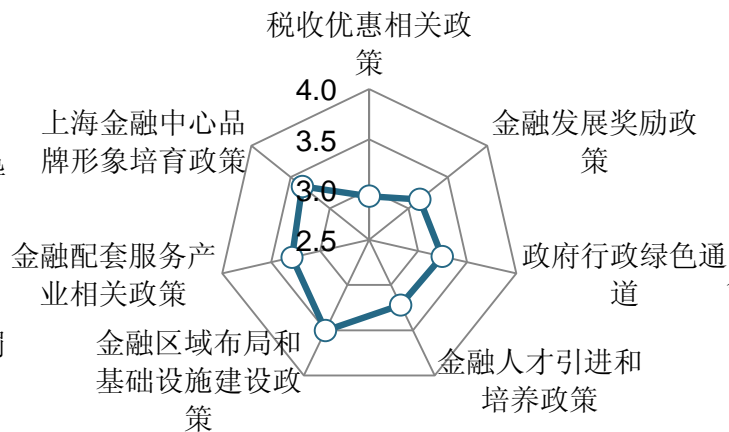 税收优惠相关政
策
4.0
3.5
3.0
2.5
金融发展奖励政
策
政府行政绿色通
道
金融人才引进和
培养政策
金融区域布局和
基础设施建设政
策
金融配套服务产
业相关政策
上海金融中心品
牌形象培育政策